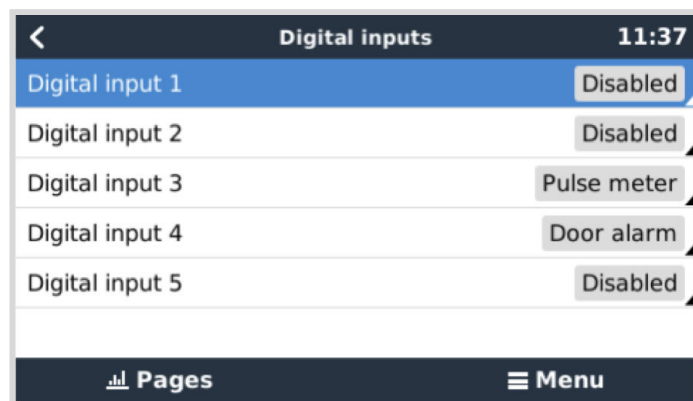 Digital inputs 11:37
Digital input 1 Disabled
Digital input 2 Disabled
Digital input 3 Pulse meter
Digital input 4 Door alarm
Digital input 5 Disabled
Pages Menu